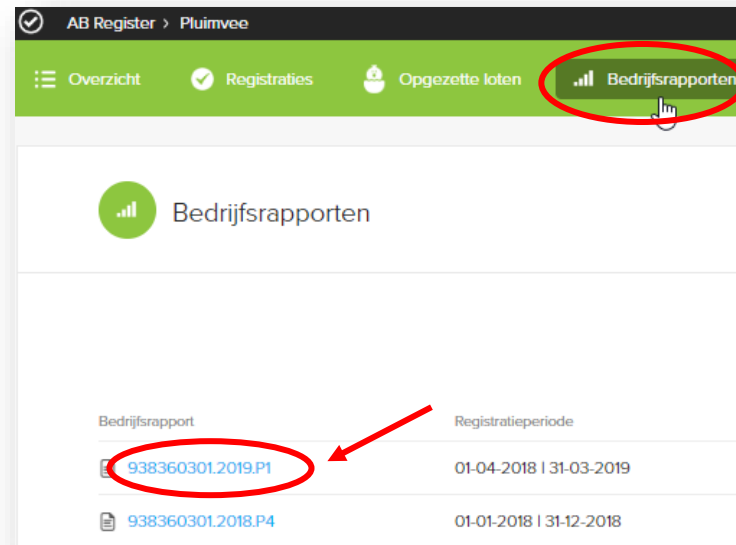 AB Register > Pluimvee
Overzicht Registraties Opgezette loten Bedrijfsrapporten
Bedrijfsrapporten
Bedrijfsrapport Registratieperiode
938360301.2019.P1 01-04-2018 | 31-03-2019
938360301.2018.P4 01-01-2018 | 31-12-2018